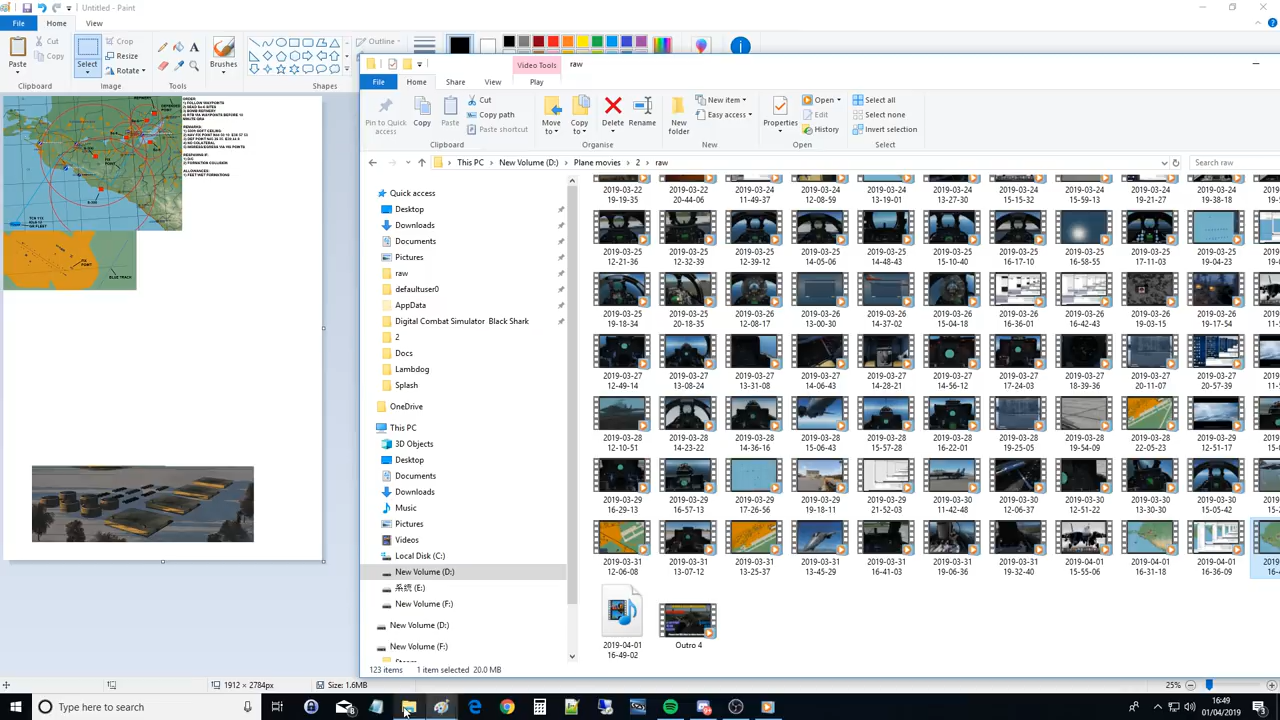 Untitled - Paint
File
Home
View
Paste
Cut
Copy
Clipboard
Select
Crop
Resize
Rotate
Image
Tools
Brushes
Shapes
Outline
ORDER:
1) FOLLOW WAYPOINTS
3) BOMB REFINERY
REMARKS:
4) NO COLLATERAL
2) FORMATION COLLISION
1) FEET WET FORMATIONS
FIX
POINT
BLUE TRACK
Video Tools
raw
File
Home
Share
View
Play
Pin to Quick
access
Copy
Paste
Cut
Copy path
Paste shortcut
Clipboard
Move
to
Copy
to
Delete
Rename
Organise
New
folder
New item
Easy access
New
Properties
Open
Edit
History
Open
Select all
Select none
Invert selection
Select
This PC > New Volume (D:) > Plane movies > 2 > raw
Search raw
Quick access
Desktop
Downloads
Documents
Pictures
raw
defaultuser0
AppData
Digital Combat Simulator Black Shark
2
Docs
Lambdog
Splash
OneDrive
This PC
3D Objects
Desktop
Documents
Downloads
Music
Pictures
Videos
Local Disk (C:)
New Volume (D:)
系统 (E:)
New Volume (F:)
New Volume (D:)
New Volume (F:)
2019-03-22 2019-03-22 2019-03-24 2019-03-24 2019-03-24 2019-03-24 2019-03-24 2019-03-24 2019-03-24 2019-03-24
19-19-35 20-44-06 11-49-37 12-08-59 13-19-01 13-27-30 15-15-32 15-59-13 19-21-27 19-38-18
2019-03-25 2019-03-25 2019-03-25 2019-03-25 2019-03-25 2019-03-25 2019-03-25 2019-03-25 2019-03-25 2019-03-25
12-21-36 12-32-39 12-39-12 14-05-06 14-48-43 15-10-40 16-17-10 16-58-55 17-11-03 19-04-23
2019-03-25 2019-03-25 2019-03-26 2019-03-26 2019-03-26 2019-03-26 2019-03-26 2019-03-26 2019-03-26 2019-03-26
19-18-34 20-18-35 12-08-17 13-00-30 14-37-02 15-04-18 16-36-01 16-42-43 19-03-15 19-17-54
2019-03-27 2019-03-27 2019-03-27 2019-03-27 2019-03-27 2019-03-27 2019-03-27 2019-03-27 2019-03-27 2019-03-27
12-49-14 13-08-24 13-31-08 14-06-43 14-28-21 14-56-12 17-24-03 18-39-36 20-11-07 20-57-39
2019-03-28 2019-03-28 2019-03-28 2019-03-28 2019-03-28 2019-03-28 2019-03-28 2019-03-28 2019-03-28 2019-03-29
12-10-51 14-23-22 14-36-16 15-06-43 15-57-28 16-22-01 19-25-05 19-54-09 22-05-23 12-51-17
2019-03-29 2019-03-29 2019-03-29 2019-03-29 2019-03-29 2019-03-30 2019-03-30 2019-03-30 2019-03-30 2019-03-30
16-29-13 16-57-13 17-26-56 19-10-11 21-52-03 11-42-48 12-06-37 12-51-22 13-30-30 15-05-42
2019-03-31 2019-03-31 2019-03-31 2019-03-31 2019-03-31 2019-03-31 2019-03-31 2019-04-01 2019-04-01 2019-04-01
12-06-08 13-07-12 13-25-37 13-45-29 16-41-03 19-06-36 19-32-40 15-55-06 16-31-18 16-36-09
2019-04-01
16-49-02
Outro 4
123 items 1 item selected 20.0 MB
1912 × 2784px
Size: 1.6MB
25%
Type here to search
16:49
01/04/2019